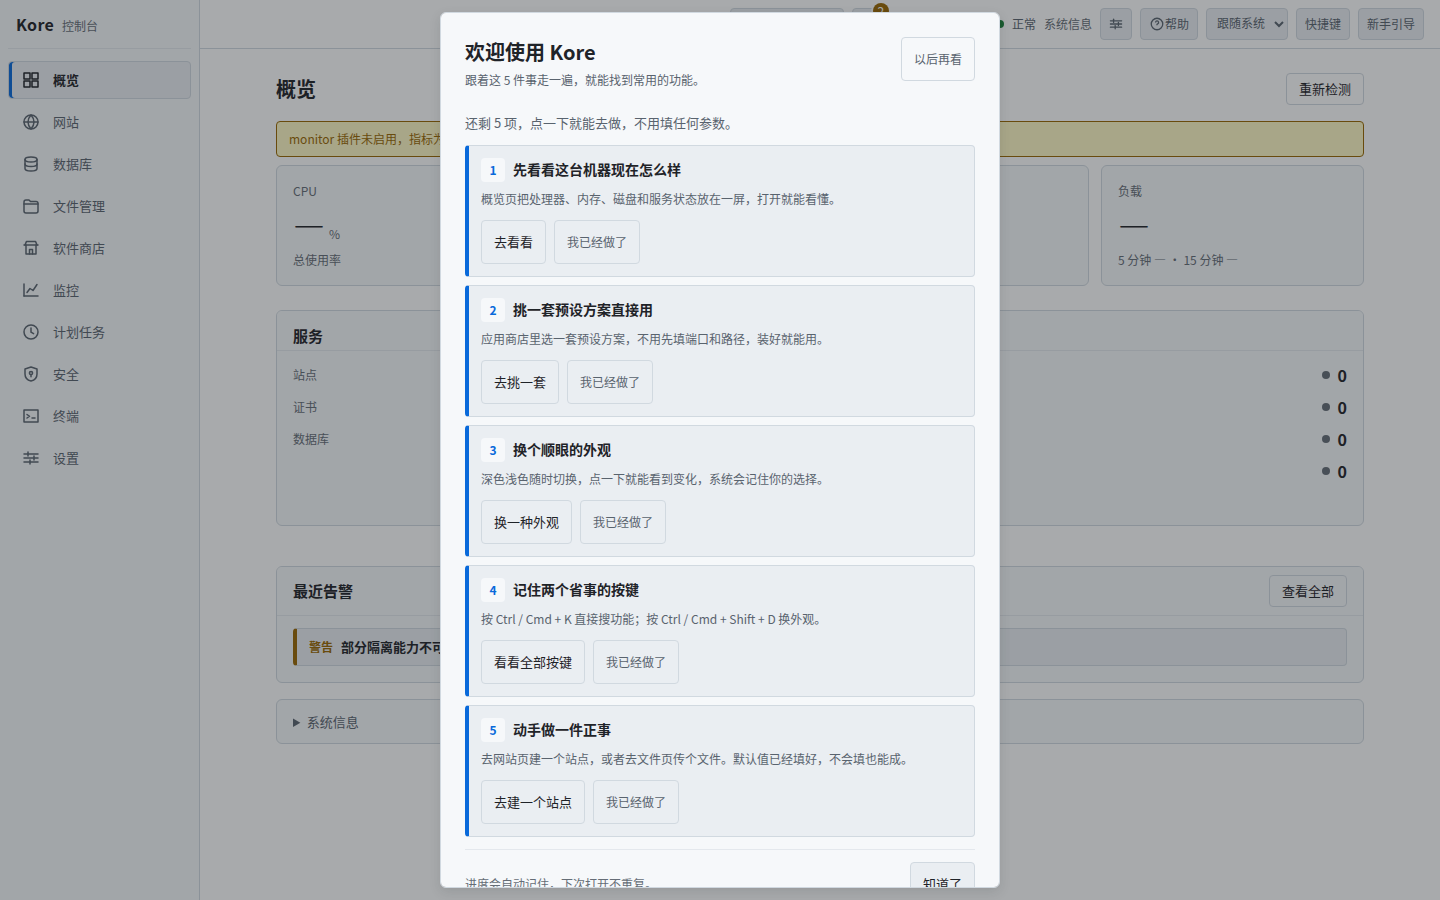 Kore 控制台
概览
网站
数据库
文件管理
软件商店
监控
计划任务
安全
终端
设置
正常 系统信息 帮助 跟随系统 快捷键 新手引导
概览
重新检测
monitor 插件未启用，指标
CPU
%
总使用率
负载
5 分钟 — · 15 分钟 —
服务
站点 0
证书 0
数据库 0
0
最近告警
查看全部
警告 部分隔离能力不
系统信息
欢迎使用 Kore
以后再看
跟着这 5 件事走一遍，就能找到常用的功能。
还剩 5 项，点一下就能去做，不用填任何参数。
1 先看看这台机器现在怎么样
概览页把处理器、内存、磁盘和服务状态放在一屏，打开就能看懂。
去看看 我已经做了
2 挑一套预设方案直接用
应用商店里选一套预设方案，不用先填端口和路径，装好就能用。
去挑一套 我已经做了
3 换个顺眼的外观
深色浅色随时切换，点一下就能看到变化，系统会记住你的选择。
换一种外观 我已经做了
4 记住两个省事的按键
按 Ctrl / Cmd + K 直接搜功能；按 Ctrl / Cmd + Shift + D 换外观。
看看全部按键 我已经做了
5 动手做一件正事
去网站页建一个站点，或者去文件页传个文件。默认值已经填好，不会填也能成。
去建一个站点 我已经做了
进度会自动记住，下次打开不重复。
知道了